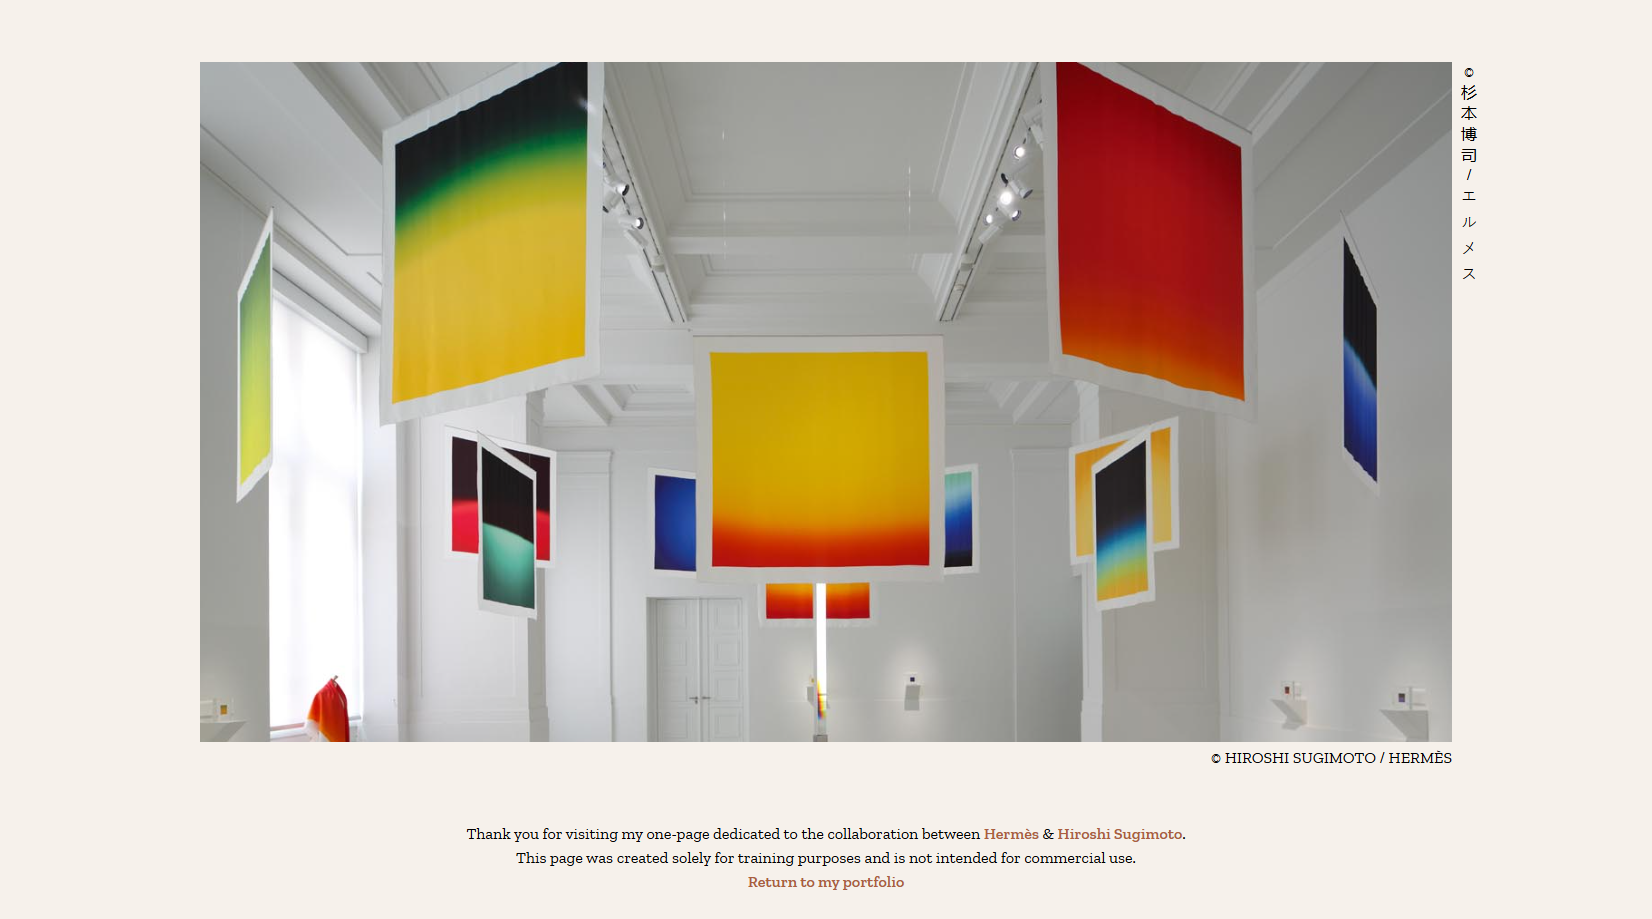 ©杉本博司/エルメス
© HIROSHI SUGIMOTO / HERMÈS
Thank you for visiting my one-page dedicated to the collaboration between Hermès & Hiroshi Sugimoto.
This page was created solely for training purposes and is not intended for commercial use.
Return to my portfolio